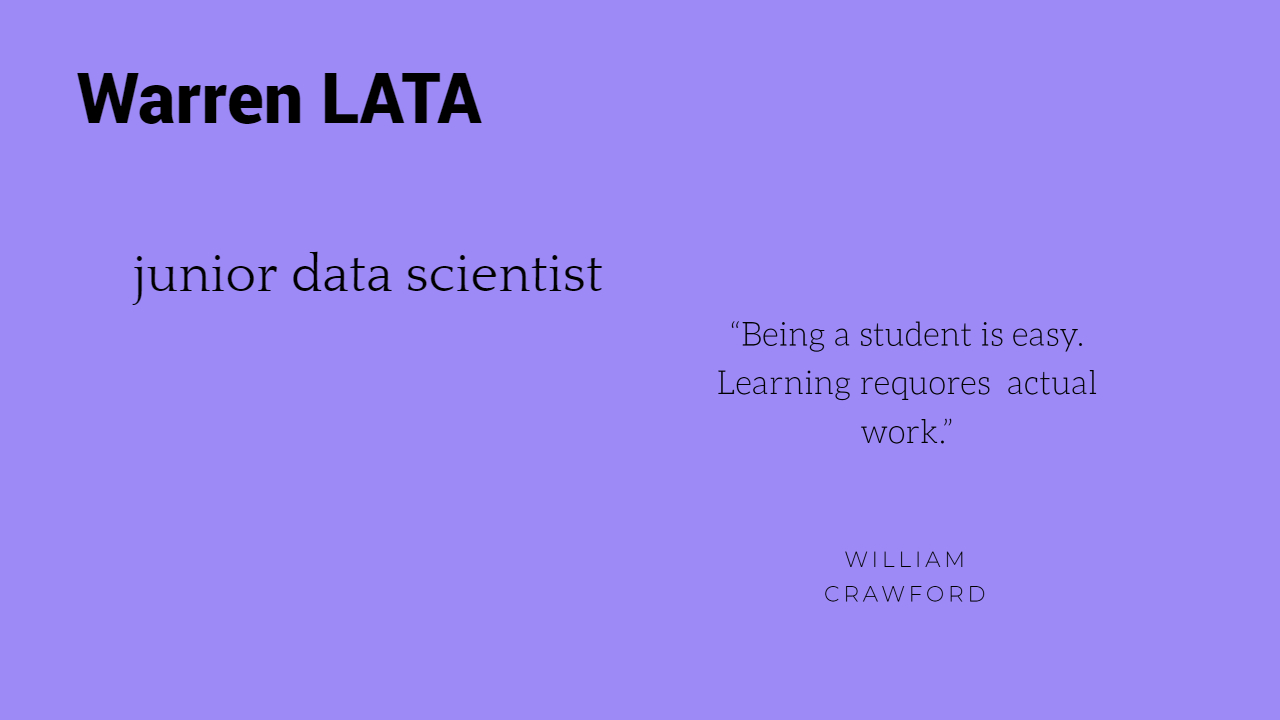 Warren LATA
junior data scientist
“Being a student is easy.
Learning requores  actual
work.”
WILLIAM
CRAWFORD